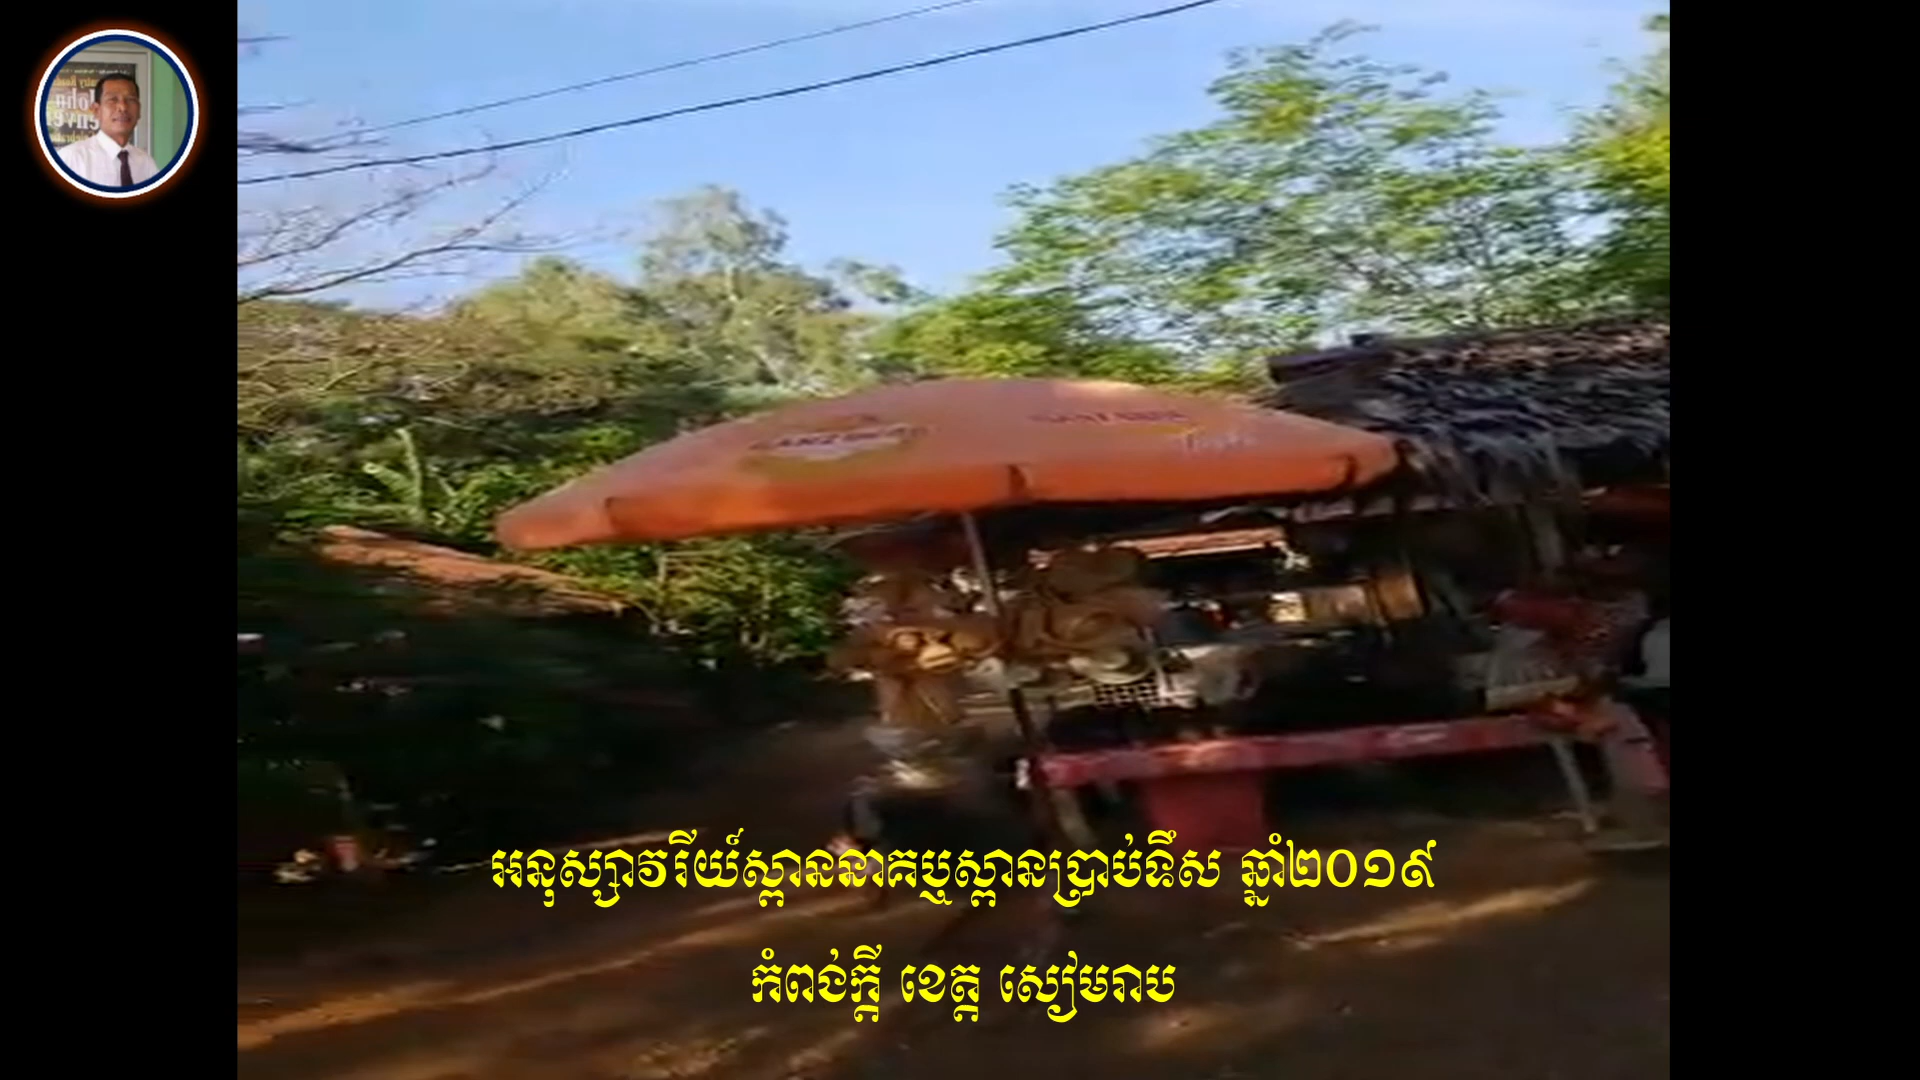 អនុស្សាវរីយ៍ស្ពាននាគឬស្ពានប្រាប់ទិស ឆ្នាំ២០១៩
កំពង់ក្ដី ខេត្ត សៀមរាប